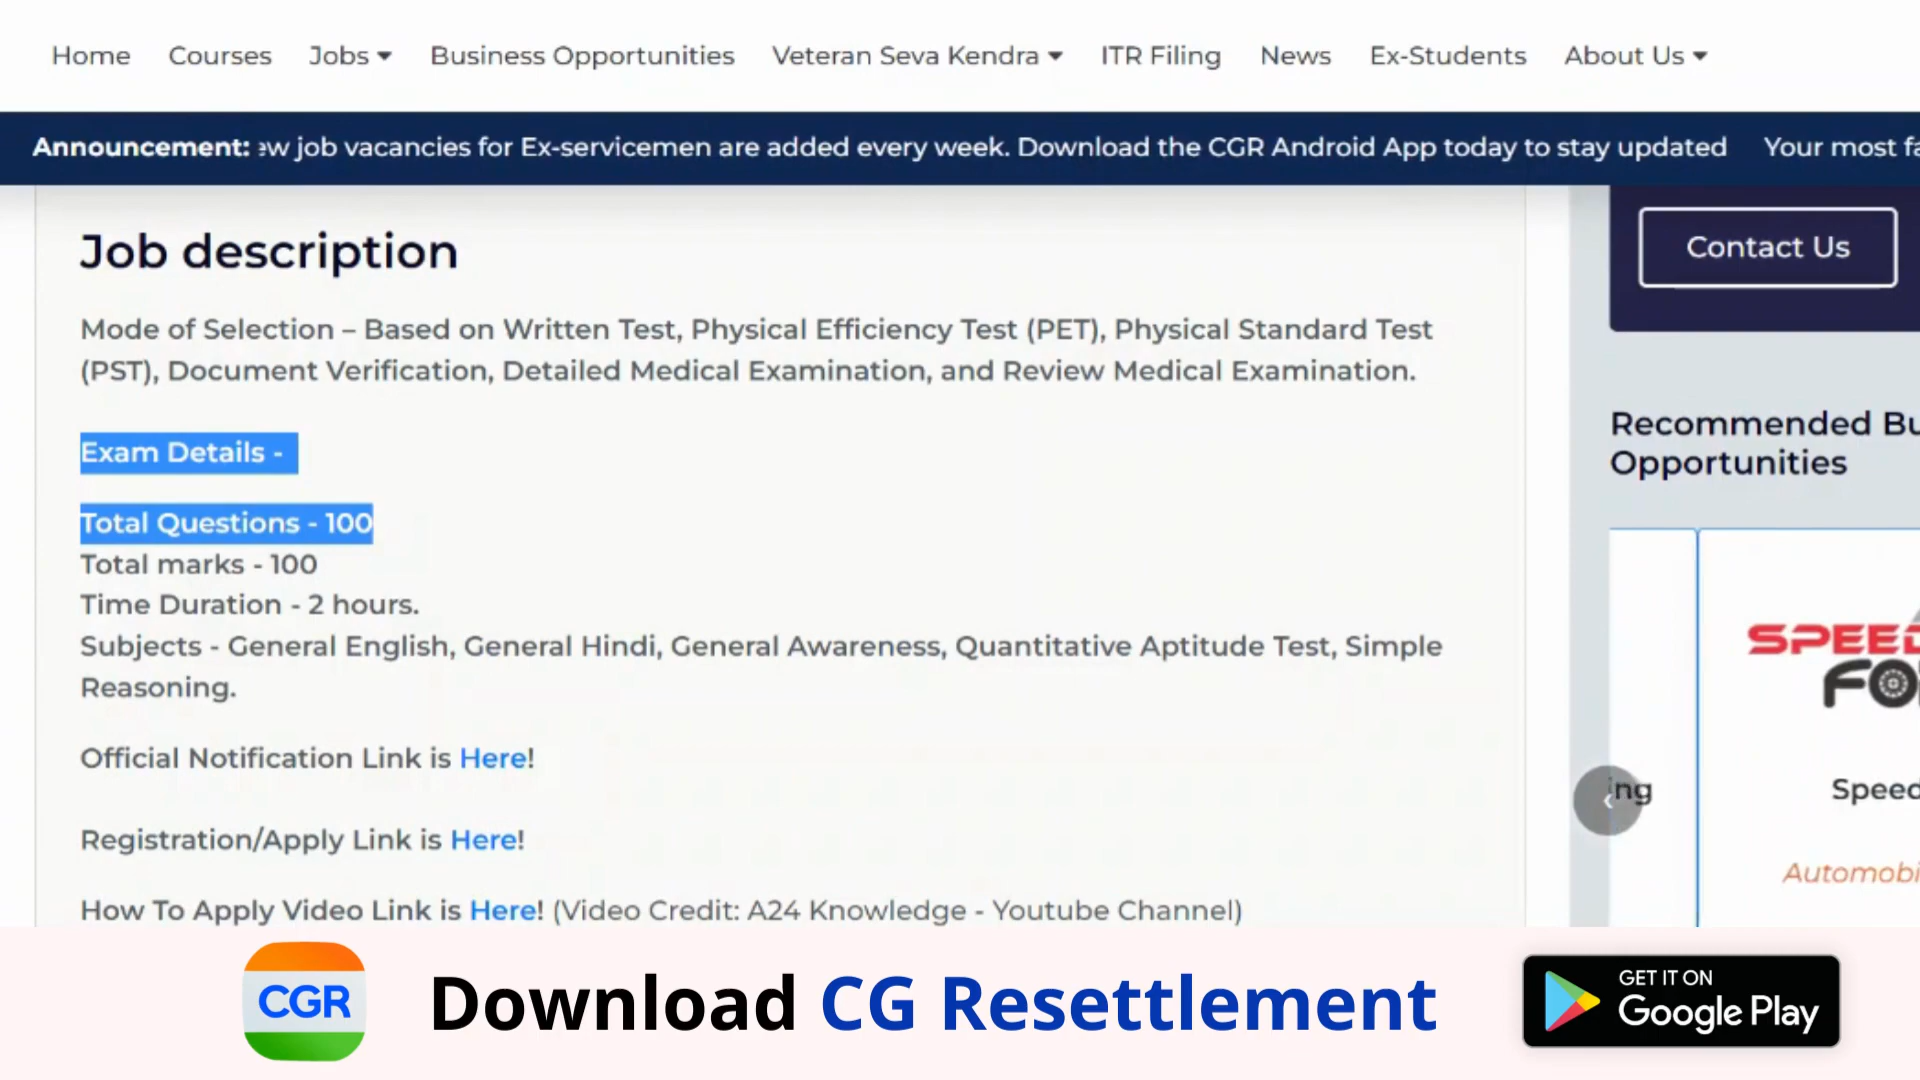 Home Courses Jobs Business Opportunities Veteran Seva Kendra ITR Filing News Ex-Students About Us
Announcement: ew job vacancies for Ex-servicemen are added every week. Download the CGR Android App today to stay updated Your most fa
Contact Us
Job description
Mode of Selection – Based on Written Test, Physical Efficiency Test (PET), Physical Standard Test
(PST), Document Verification, Detailed Medical Examination, and Review Medical Examination.
Exam Details -
Total Questions - 100
Total marks - 100
Time Duration - 2 hours.
Subjects - General English, General Hindi, General Awareness, Quantitative Aptitude Test, Simple
Reasoning.
Official Notification Link is Here!
Registration/Apply Link is Here!
How To Apply Video Link is Here! (Video Credit: A24 Knowledge - Youtube Channel)
Recommended Bu
Opportunities
SPEED
FO
ing
Speed
Automobi
CGR
Download CG Resettlement
GET IT ON
Google Play